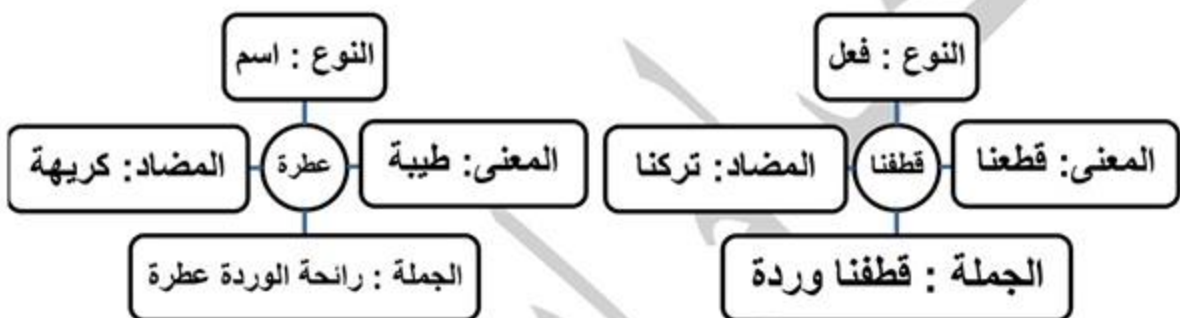 النوع : فعل
المعنى: قطعنا
قطفنا
المضاد: تركنا
الجملة : قطفنا وردة
النوع : اسم
المعنى: طيبة
عطرة
المضاد: كريهة
الجملة : رائحة الوردة عطرة